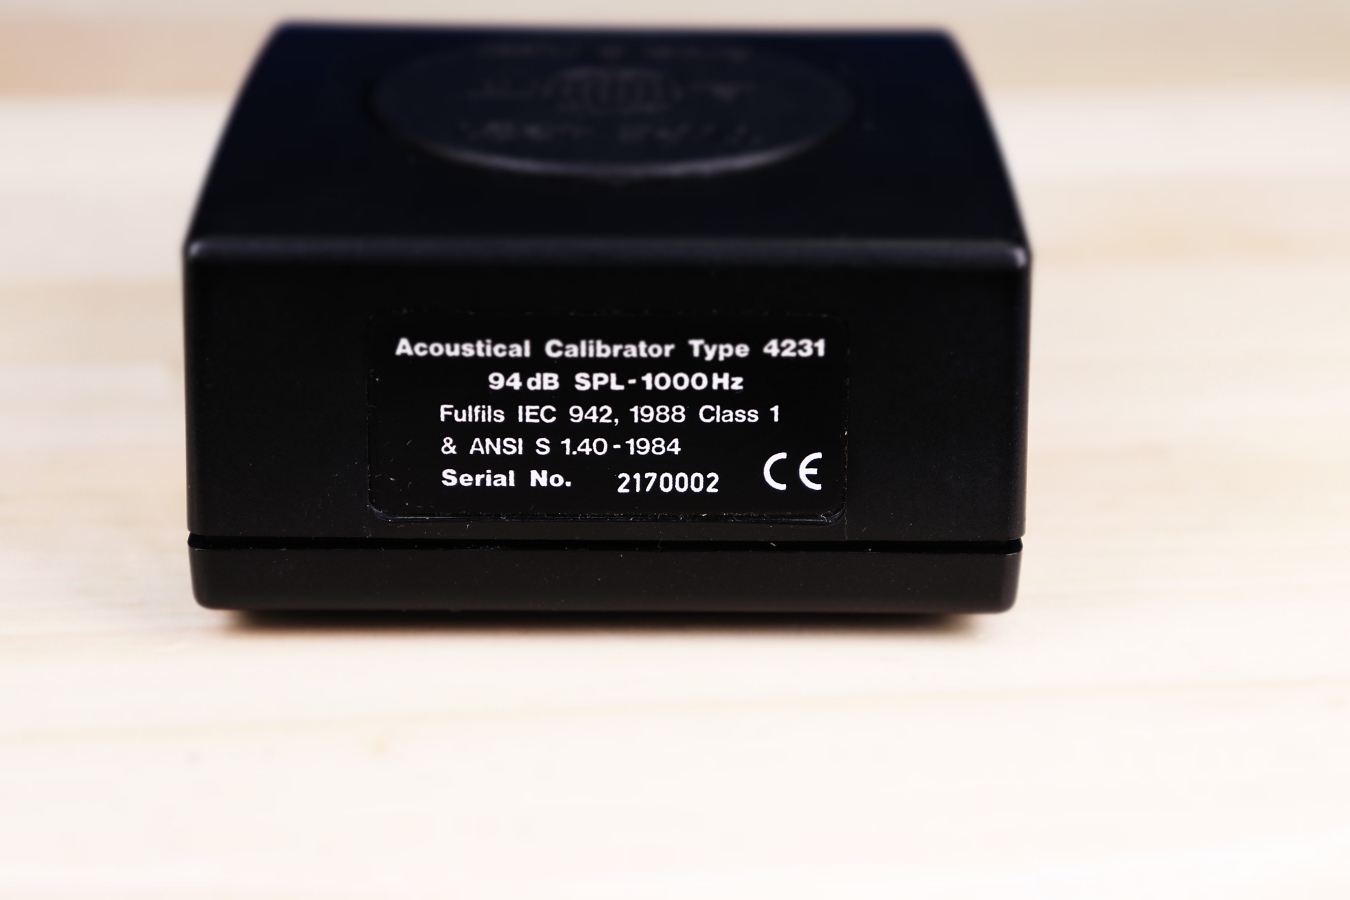 Acoustical Calibrator Type 4231
94 dB SPL-1000 Hz
Fulfils IEC 942, 1988 Class 1
& ANSI S 1.40-1984
Serial No. 2170002
CE